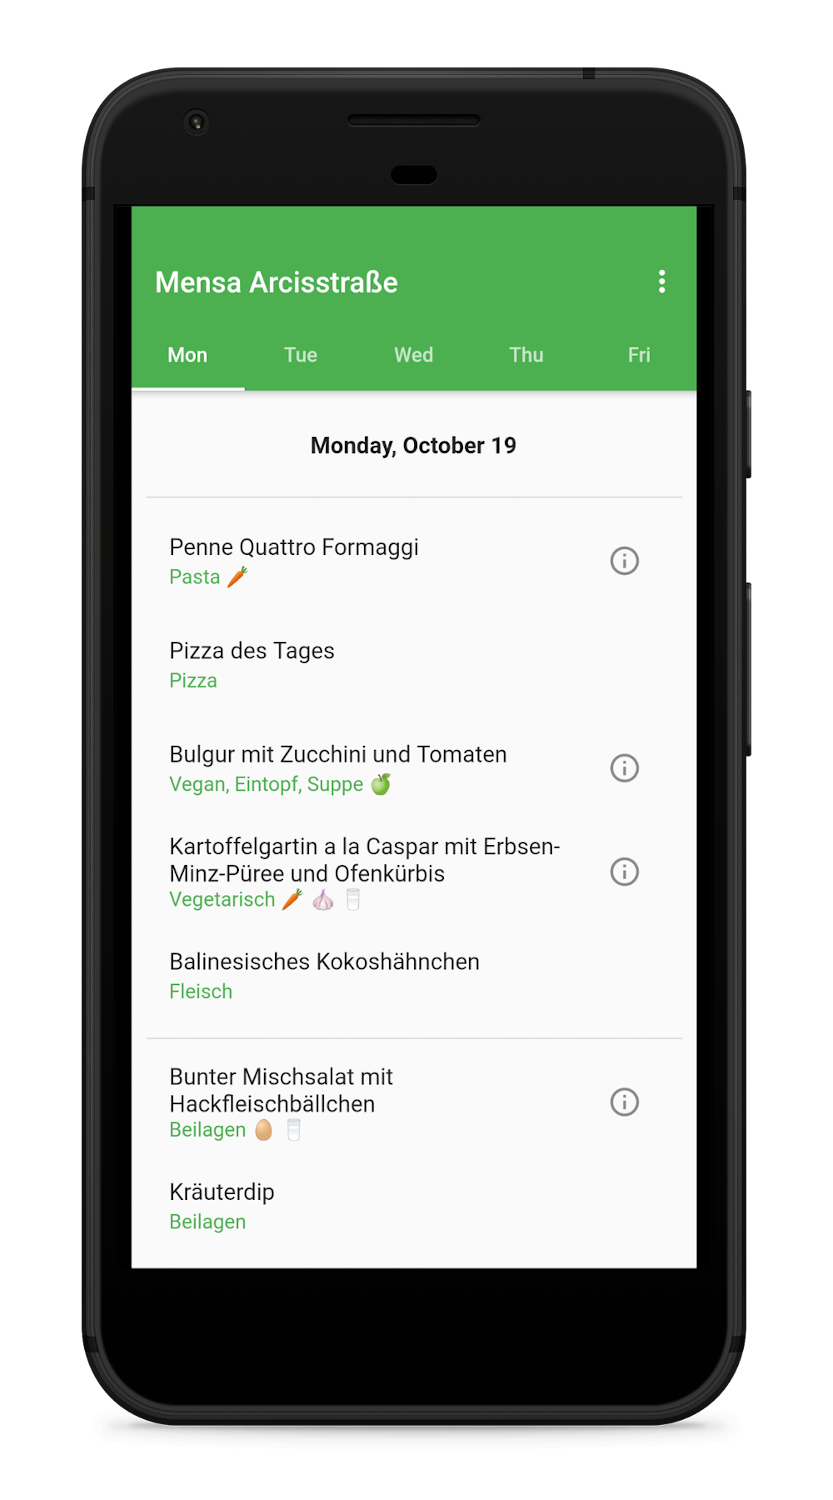 Mensa Arcisstraße
Mon Tue Wed Thu Fri
Monday, October 19
Penne Quattro Formaggi
Pasta 🥕
Pizza des Tages
Pizza
Bulgur mit Zucchini und Tomaten
Vegan, Eintopf, Suppe 🍏
Kartoffelgartin a la Caspar mit Erbsen-
Minz-Püree und Ofenkürbis
Vegetarisch 🥕 🧄 🥛
Balinesisches Kokoshähnchen
Fleisch
Bunter Mischsalat mit
Hackfleischbällchen
Beilagen 🥚 🥛
Kräuterdip
Beilagen